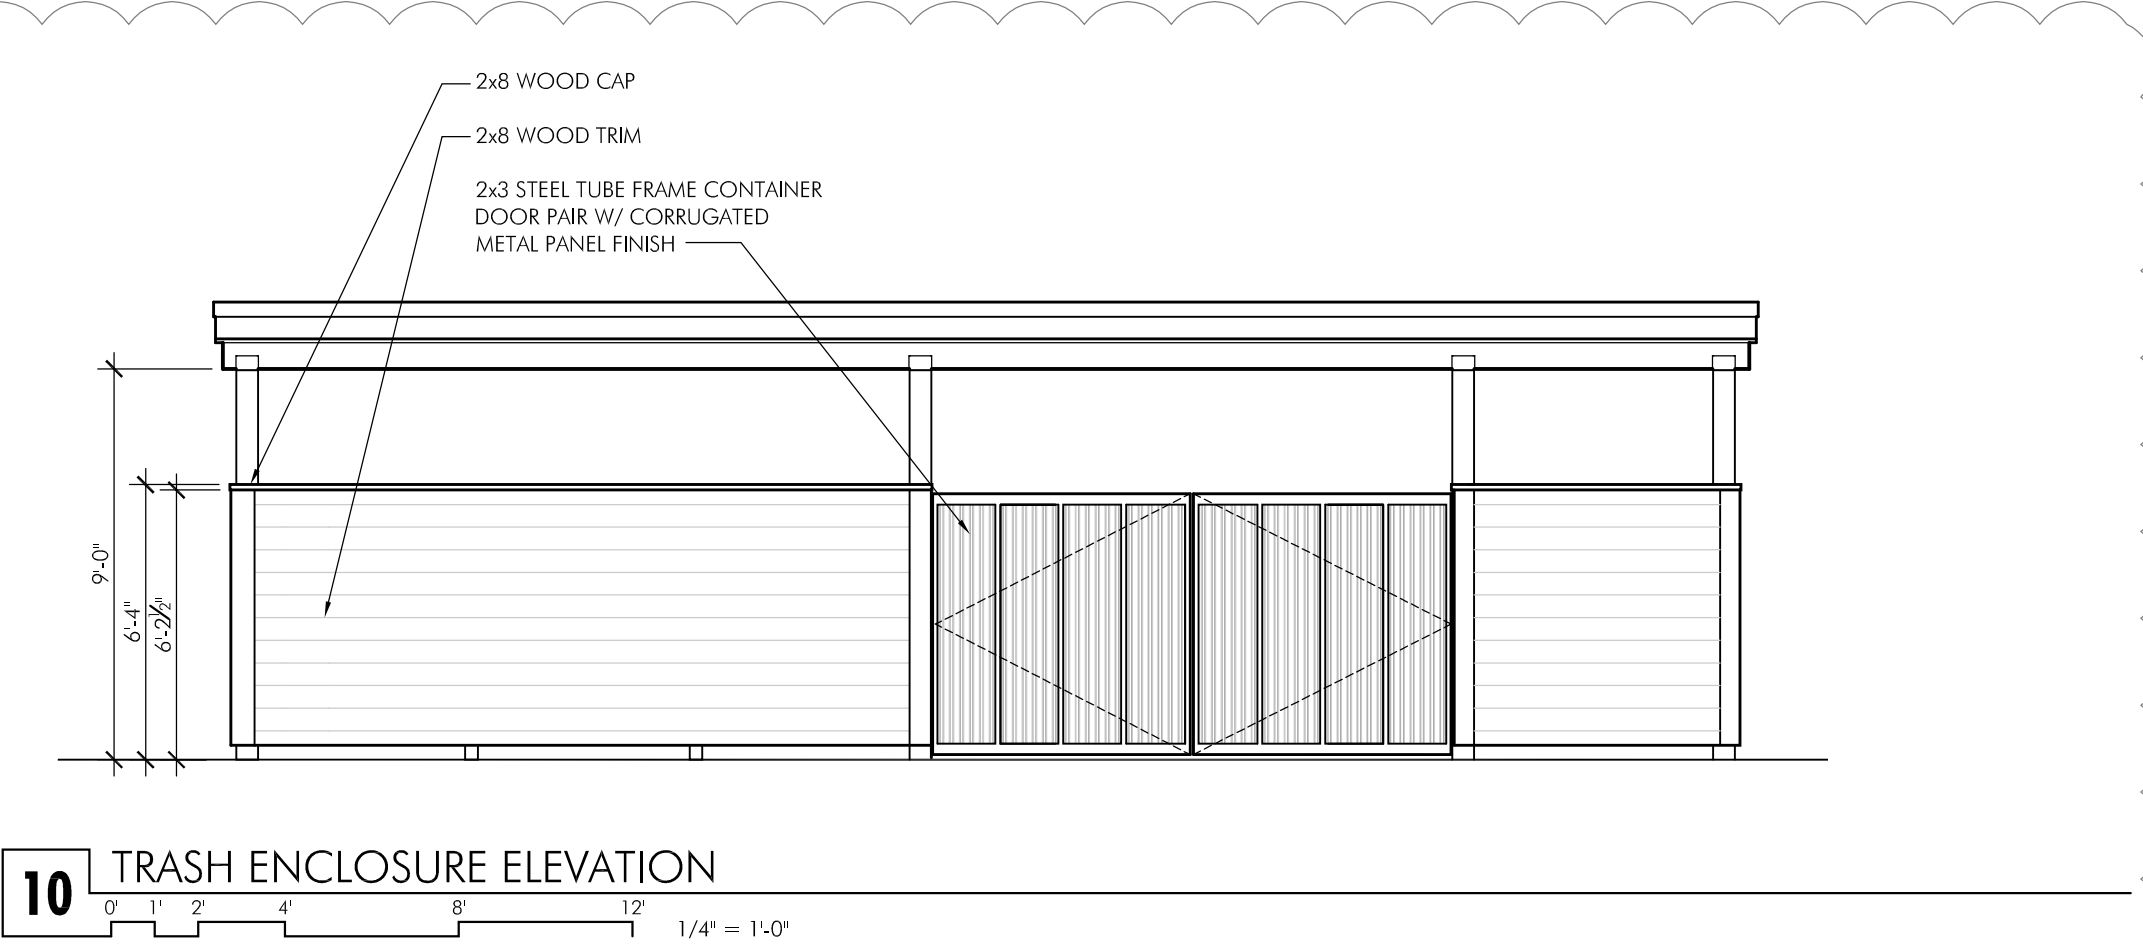 2x8 WOOD CAP
2x8 WOOD TRIM
2x3 STEEL TUBE FRAME CONTAINER
DOOR PAIR W/ CORRUGATED
METAL PANEL FINISH
9'-0"
6'-4"
6'-2½"
10 TRASH ENCLOSURE ELEVATION
0' 1' 2' 4' 8' 12'
1/4" = 1'-0"